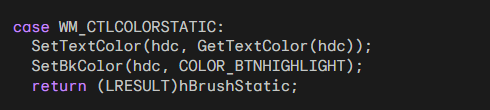 case WM_CTLCOLORSTATIC:
  SetTextColor(hdc, GetTextColor(hdc));
  SetBkColor(hdc, COLOR_BTNHIGHLIGHT);
  return (LRESULT)hBrushStatic;